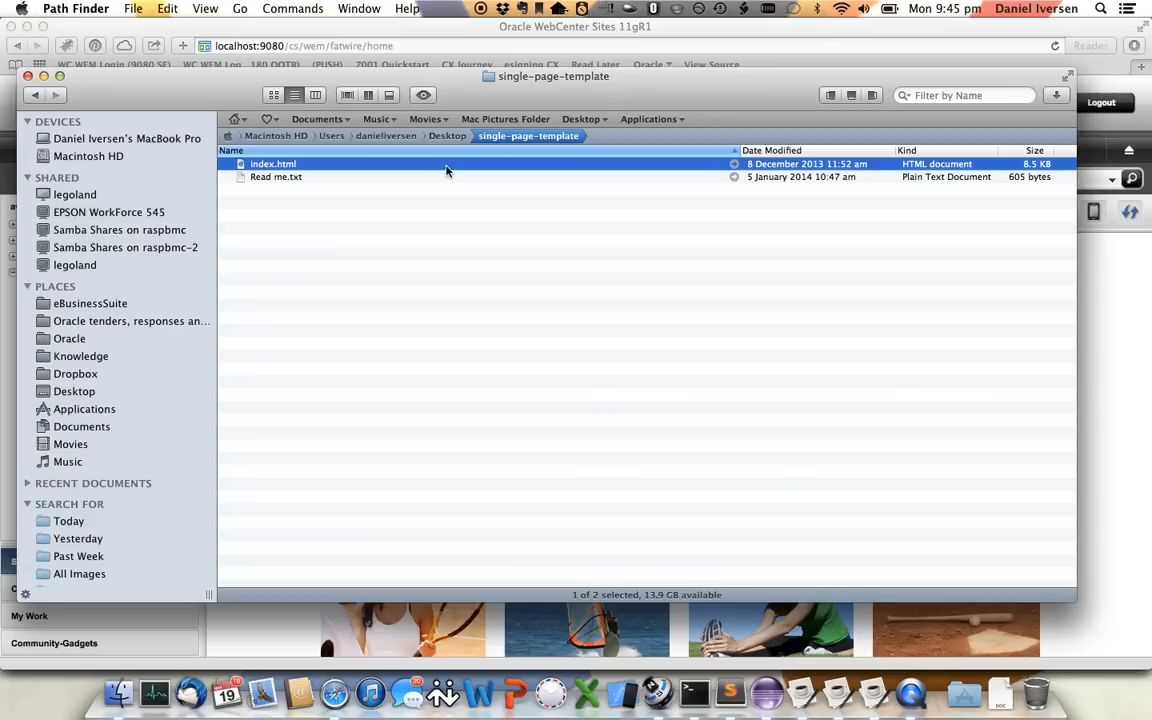 Path Finder File Edit View Go Commands Window Help Mon 9:45 pm Daniel Iversen
Oracle WebCenter Sites 11gR1
localhost:9080/cs/wem/fatwire/home Reader
single-page-template
Filter by Name
Logout
Documents Music Movies Mac Pictures Folder Desktop Applications
Macintosh HD Users danieliversen Desktop single-page-template
Name Date Modified Kind Size
index.html 8 December 2013 11:52 am HTML document 8.5 KB
Read me.txt 5 January 2014 10:47 am Plain Text Document 605 bytes
DEVICES
Daniel Iversen's MacBook Pro
Macintosh HD
SHARED
legoland
EPSON WorkForce 545
Samba Shares on raspbmc
Samba Shares on raspbmc-2
legoland
PLACES
eBusinessSuite
Oracle tenders, responses an...
Oracle
Knowledge
Dropbox
Desktop
Applications
Documents
Movies
Music
RECENT DOCUMENTS
SEARCH FOR
Today
Yesterday
Past Week
All Images
1 of 2 selected, 13.9 GB available
My Work
Community-Gadgets
19
DOC